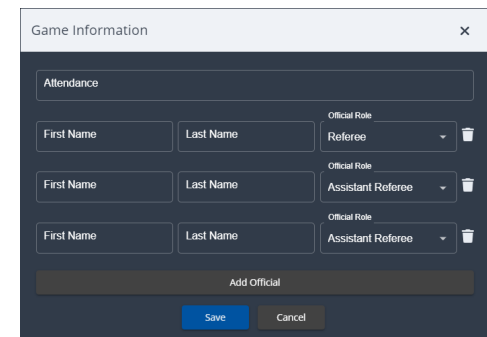 Game Information
Attendance
Official Role
First Name Last Name Referee
Official Role
First Name Last Name Assistant Referee
Official Role
First Name Last Name Assistant Referee
Add Official
Save Cancel